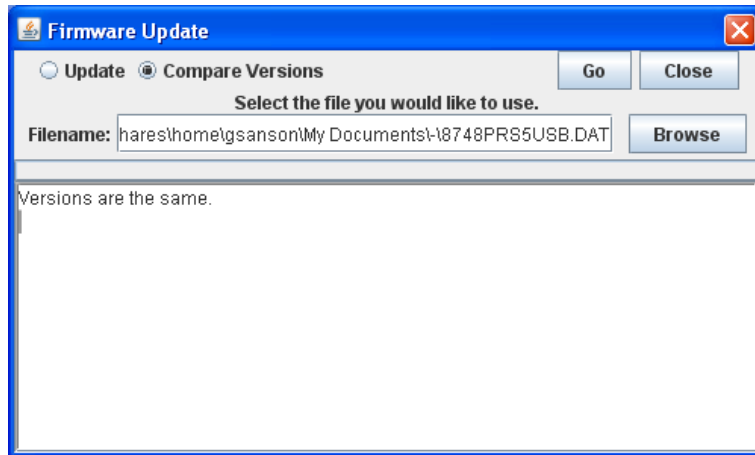 Firmware Update
Update Compare Versions Go Close
Select the file you would like to use.
Filename: hares\home\gsanson\My Documents\-\8748PRS5USB.DAT Browse
Versions are the same.